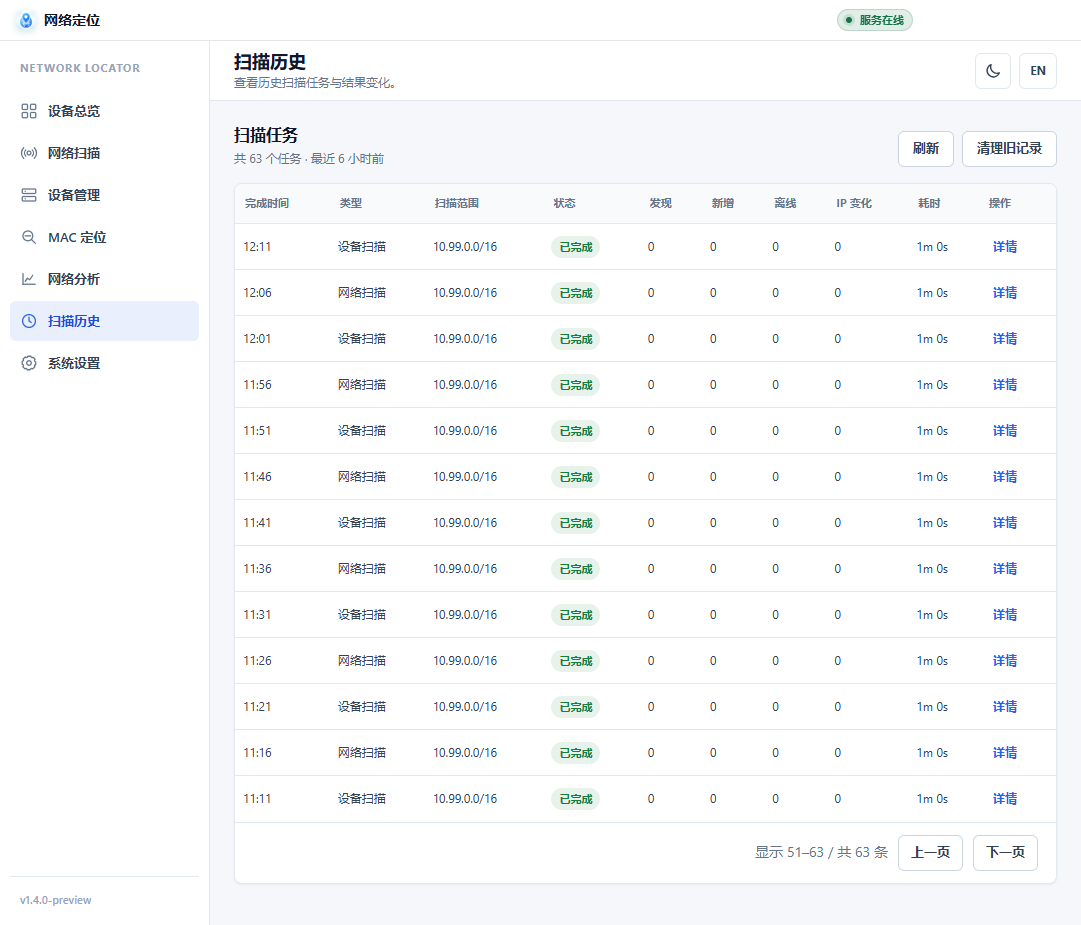 网络定位
服务在线
NETWORK LOCATOR
设备总览
网络扫描
设备管理
MAC 定位
网络分析
扫描历史
系统设置
v1.4.0-preview
扫描历史
查看历史扫描任务与结果变化。
EN
扫描任务
共 63 个任务 · 最近 6 小时前
刷新 清理旧记录
完成时间 类型 扫描范围 状态 发现 新增 离线 IP 变化 耗时 操作
12:11 设备扫描 10.99.0.0/16 已完成 0 0 0 0 1m 0s 详情
12:06 网络扫描 10.99.0.0/16 已完成 0 0 0 0 1m 0s 详情
12:01 设备扫描 10.99.0.0/16 已完成 0 0 0 0 1m 0s 详情
11:56 网络扫描 10.99.0.0/16 已完成 0 0 0 0 1m 0s 详情
11:51 设备扫描 10.99.0.0/16 已完成 0 0 0 0 1m 0s 详情
11:46 网络扫描 10.99.0.0/16 已完成 0 0 0 0 1m 0s 详情
11:41 设备扫描 10.99.0.0/16 已完成 0 0 0 0 1m 0s 详情
11:36 网络扫描 10.99.0.0/16 已完成 0 0 0 0 1m 0s 详情
11:31 设备扫描 10.99.0.0/16 已完成 0 0 0 0 1m 0s 详情
11:26 网络扫描 10.99.0.0/16 已完成 0 0 0 0 1m 0s 详情
11:21 设备扫描 10.99.0.0/16 已完成 0 0 0 0 1m 0s 详情
11:16 网络扫描 10.99.0.0/16 已完成 0 0 0 0 1m 0s 详情
11:11 设备扫描 10.99.0.0/16 已完成 0 0 0 0 1m 0s 详情
显示 51–63 / 共 63 条 上一页 下一页